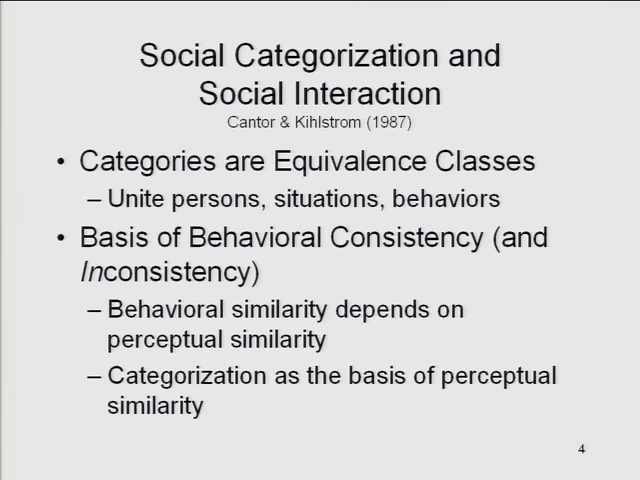 Social Categorization and
Social Interaction
Cantor & Kihlstrom (1987)
• Categories are Equivalence Classes
– Unite persons, situations, behaviors
• Basis of Behavioral Consistency (and
Inconsistency)
– Behavioral similarity depends on
perceptual similarity
– Categorization as the basis of perceptual
similarity
4